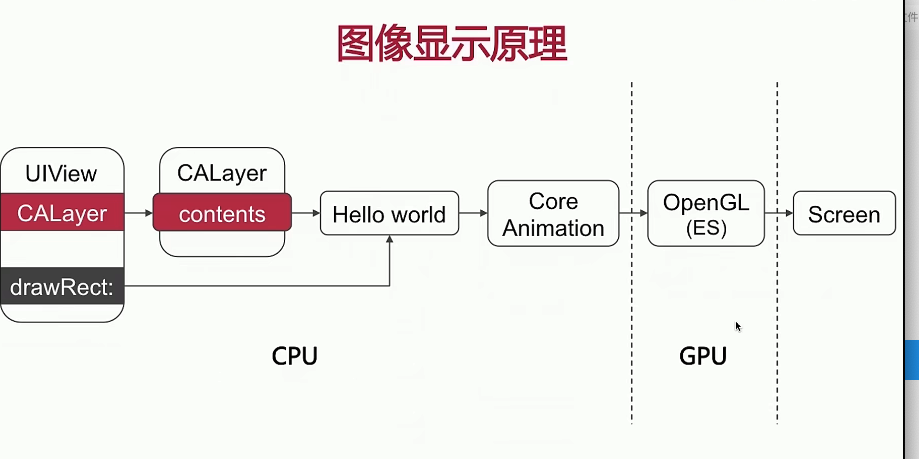 图像显示原理
UIView
CALayer
drawRect:
CALayer
contents
Hello world
Core
Animation
OpenGL
(ES)
Screen
CPU
GPU